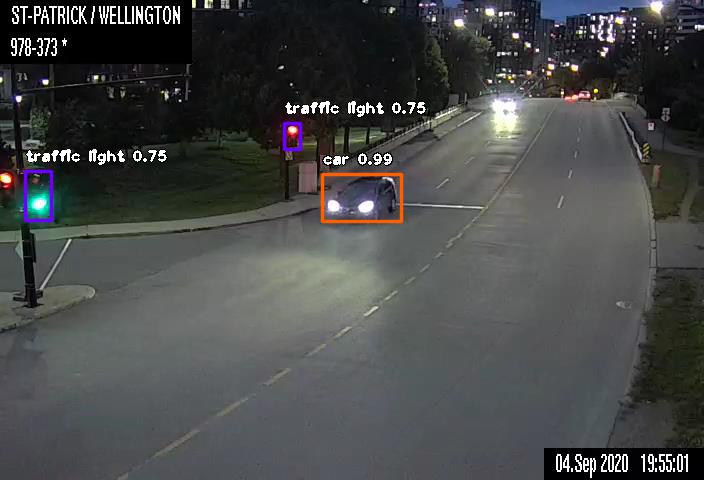 ST-PATRICK / WELLINGTON
978-373 *
traffic light 0.75
traffic light 0.75
car 0.99
04.Sep 2020 19:55:01